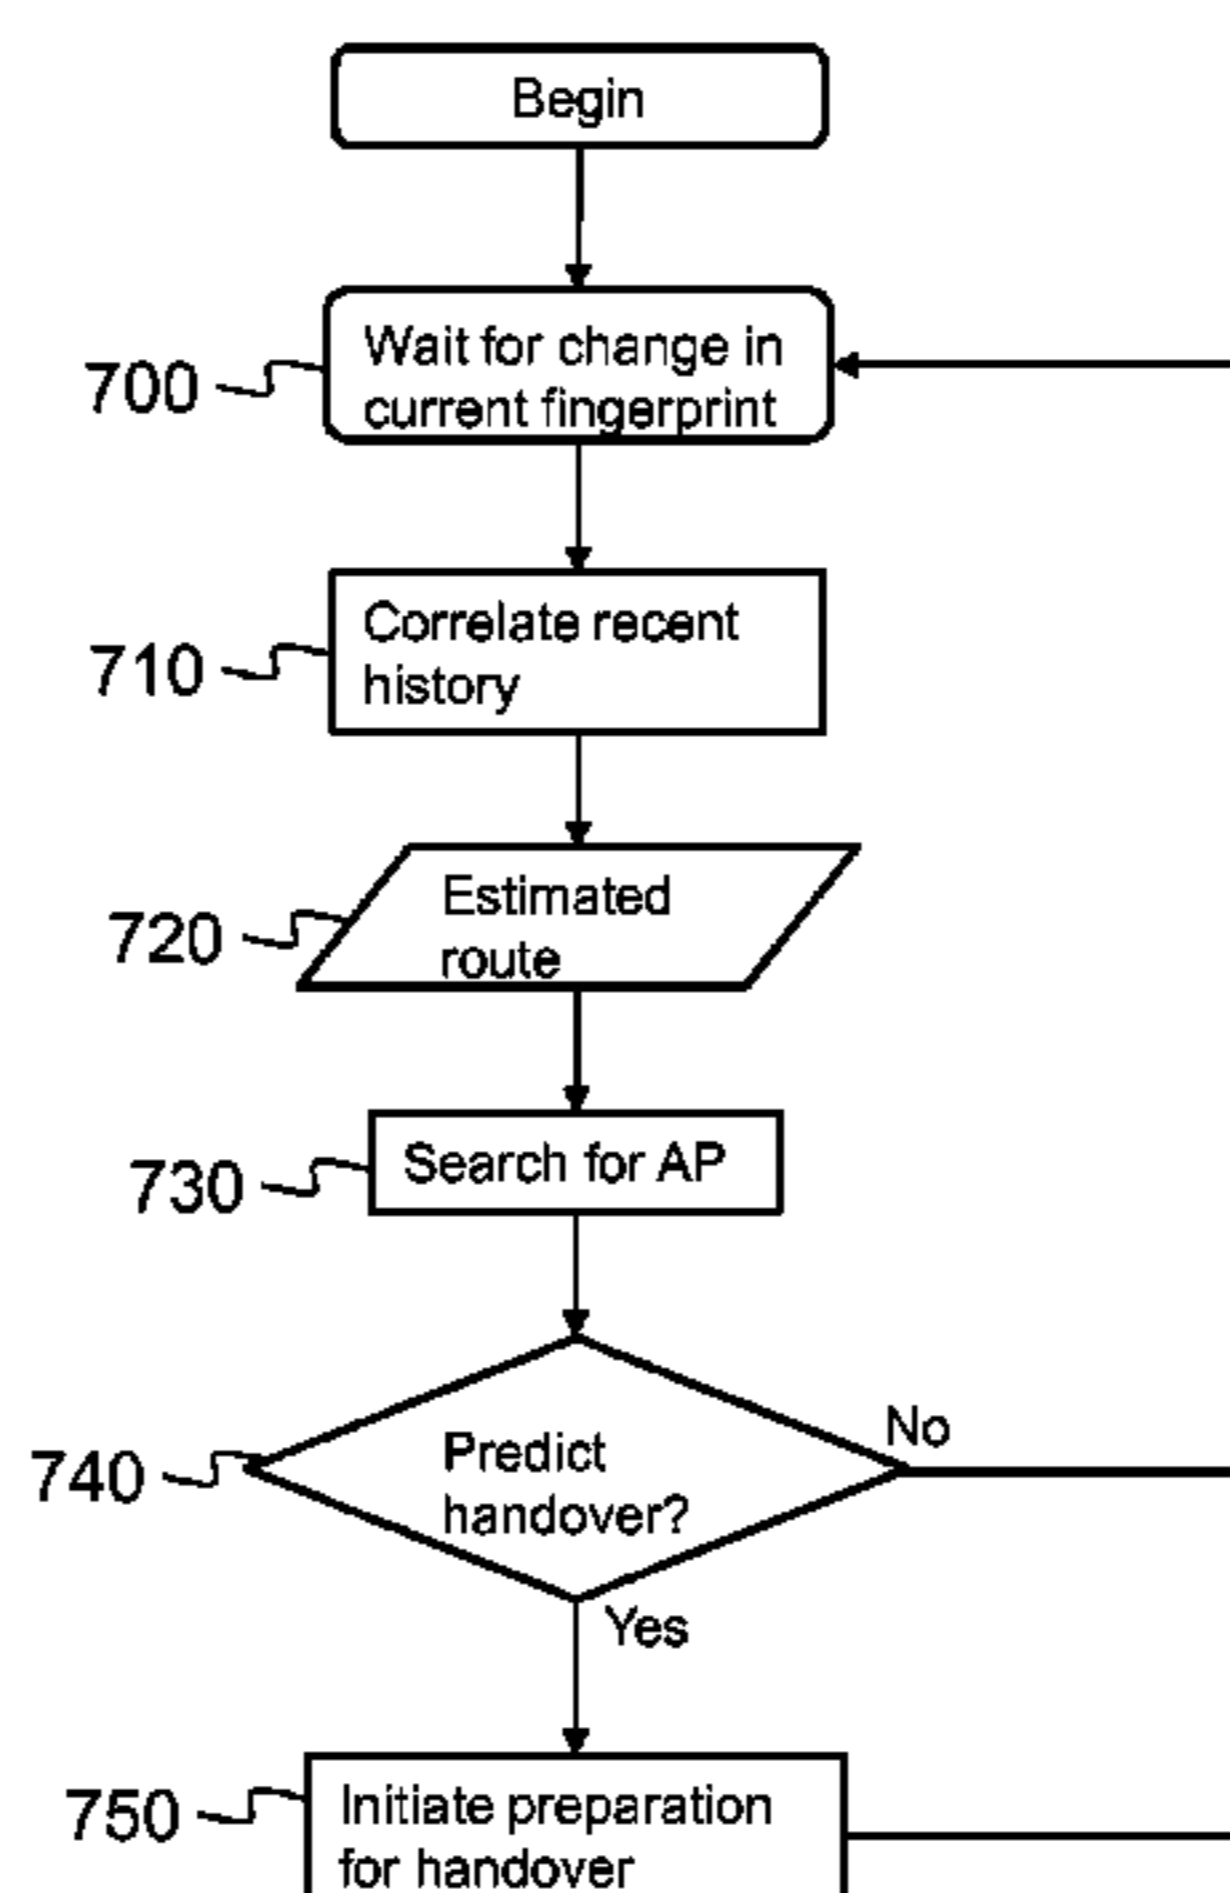 Begin
700
Wait for change in
current fingerprint
710
Correlate recent
history
720
Estimated
route
730
Search for AP
740
Predict
handover?
No
Yes
750
Initiate preparation
for handover